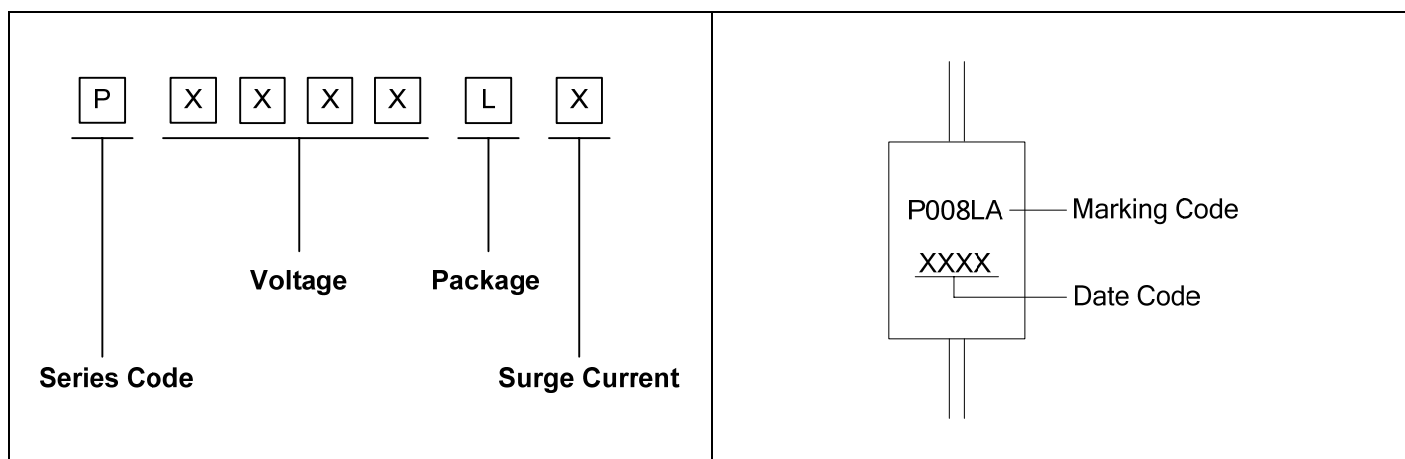 P X X X X L X
Voltage
Package
Series Code
Surge Current
P008LA
Marking Code
XXXX
Date Code